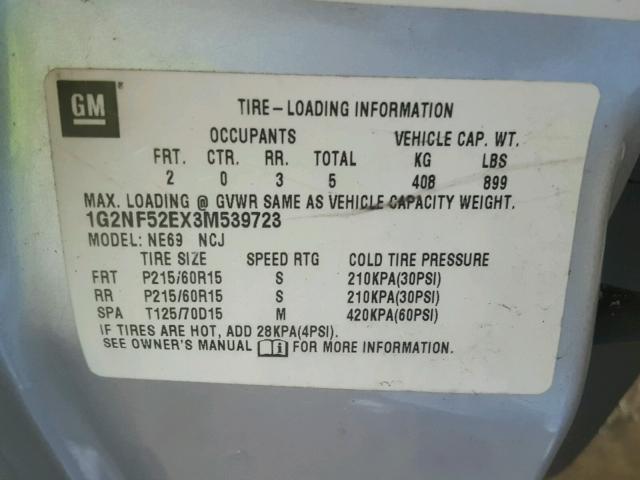 GM
TIRE-LOADING INFORMATION
OCCUPANTS VEHICLE CAP. WT.
FRT. CTR. RR. TOTAL KG LBS
2 0 3 5 408 899
MAX. LOADING @ GVWR SAME AS VEHICLE CAPACITY WEIGHT.
1G2NF52EX3M539723
MODEL: NE69 NCJ
TIRE SIZE SPEED RTG COLD TIRE PRESSURE
FRT P215/60R15 S 210KPA(30PSI)
RR P215/60R15 S 210KPA(30PSI)
SPA T125/70D15 M 420KPA(60PSI)
IF TIRES ARE HOT, ADD 28KPA(4PSI).
SEE OWNER'S MANUAL i FOR MORE INFORMATION.